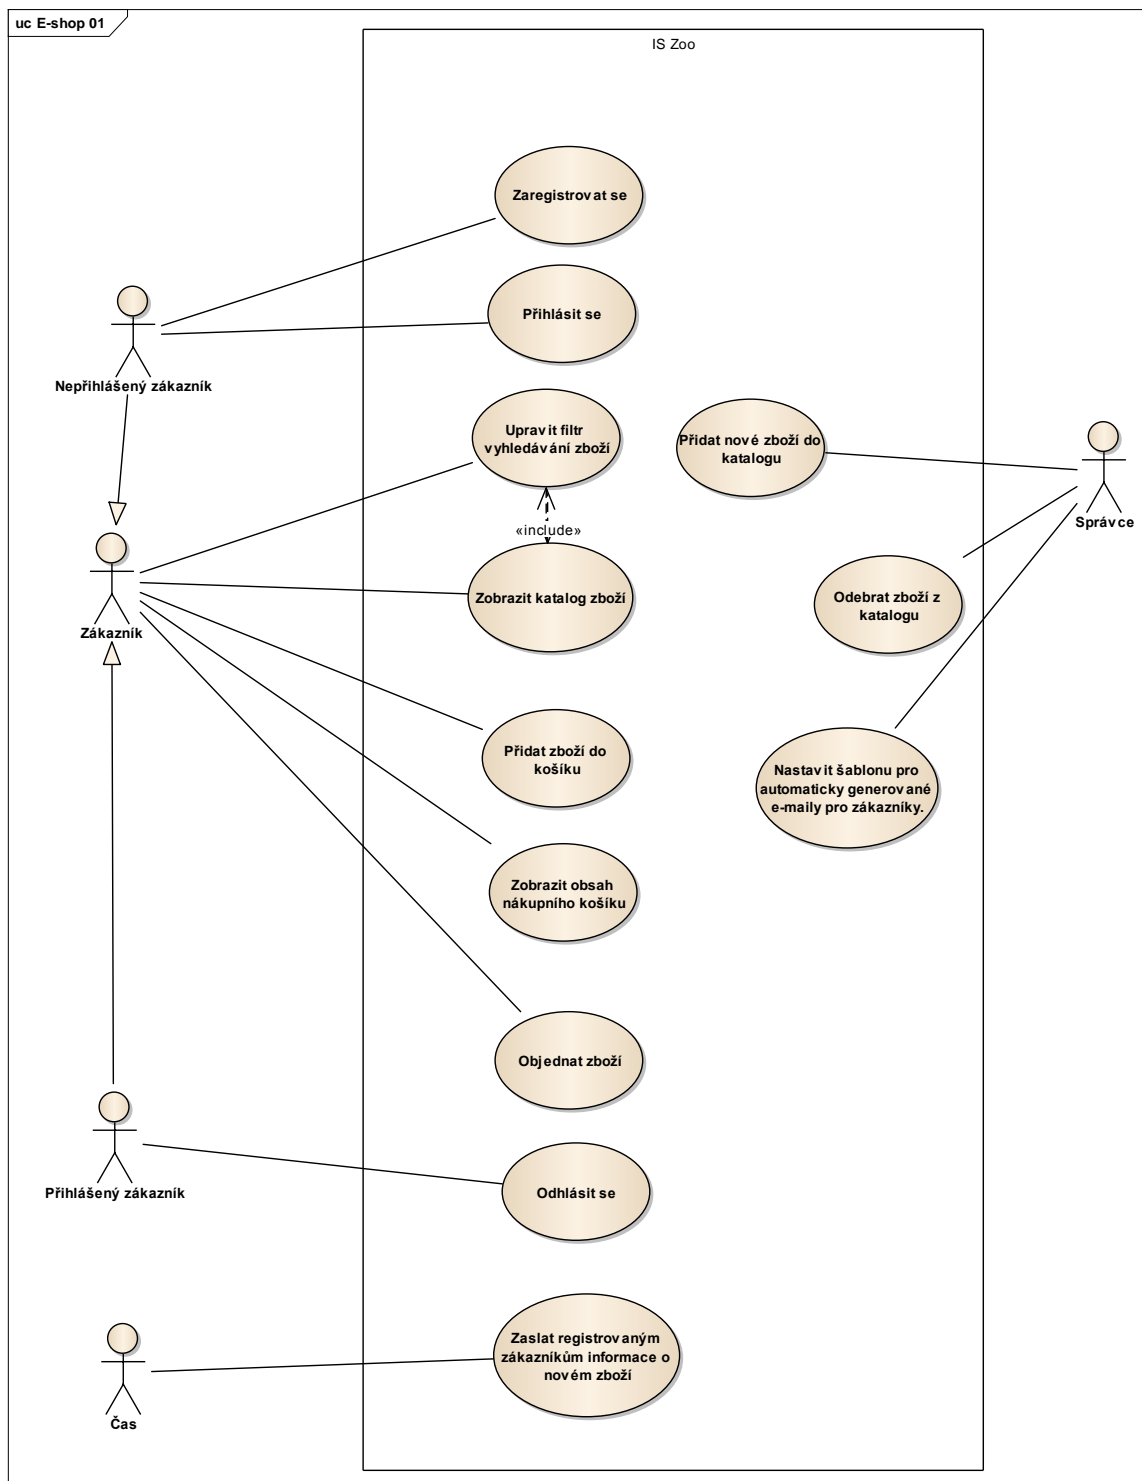 uc E-shop 01
IS Zoo
Zaregistrovat se
Přihlásit se
Nepřihlášený zákazník
Upravit filtr
vyhledávání zboží
Přidat nové zboží do
katalogu
Správce
«include»
Zobrazit katalog zboží
Odebrat zboží z
katalogu
Zákazník
Přidat zboží do
košíku
Nastavit šablonu pro
automaticky generované
e-maily pro zákazníky.
Zobrazit obsah
nákupního košíku
Objednat zboží
Přihlášený zákazník
Odhlásit se
Zaslat registrovaným
zákazníkům informace o
novém zboží
Čas